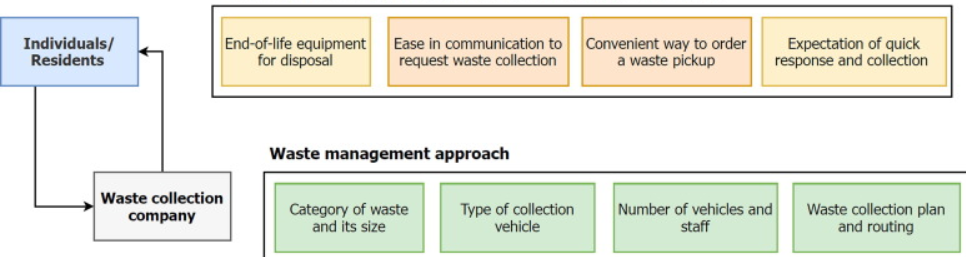 Individuals/
Residents
End-of-life equipment
for disposal
Ease in communication to
request waste collection
Convenient way to order
a waste pickup
Expectation of quick
response and collection
Waste management approach
Waste collection
company
Category of waste
and its size
Type of collection
vehicle
Number of vehicles and
staff
Waste collection plan
and routing